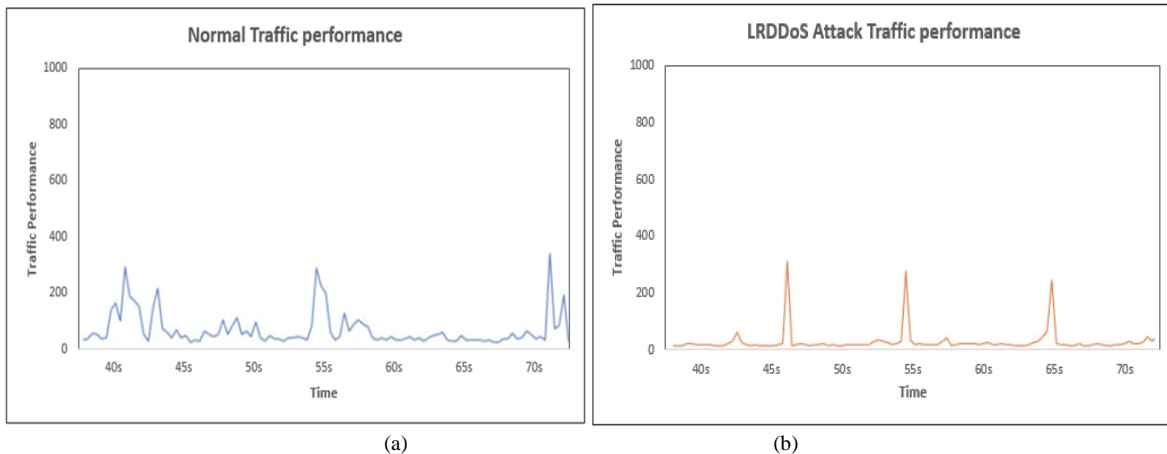 Normal Traffic performance
1000
800
600
400
200
0
Traffic Performance
40s 45s 50s 55s 60s 65s 70s
Time
(a)
LRDDoS Attack Traffic performance
1000
800
600
400
200
0
Traffic Performance
40s 45s 50s 55s 60s 65s 70s
Time
(b)